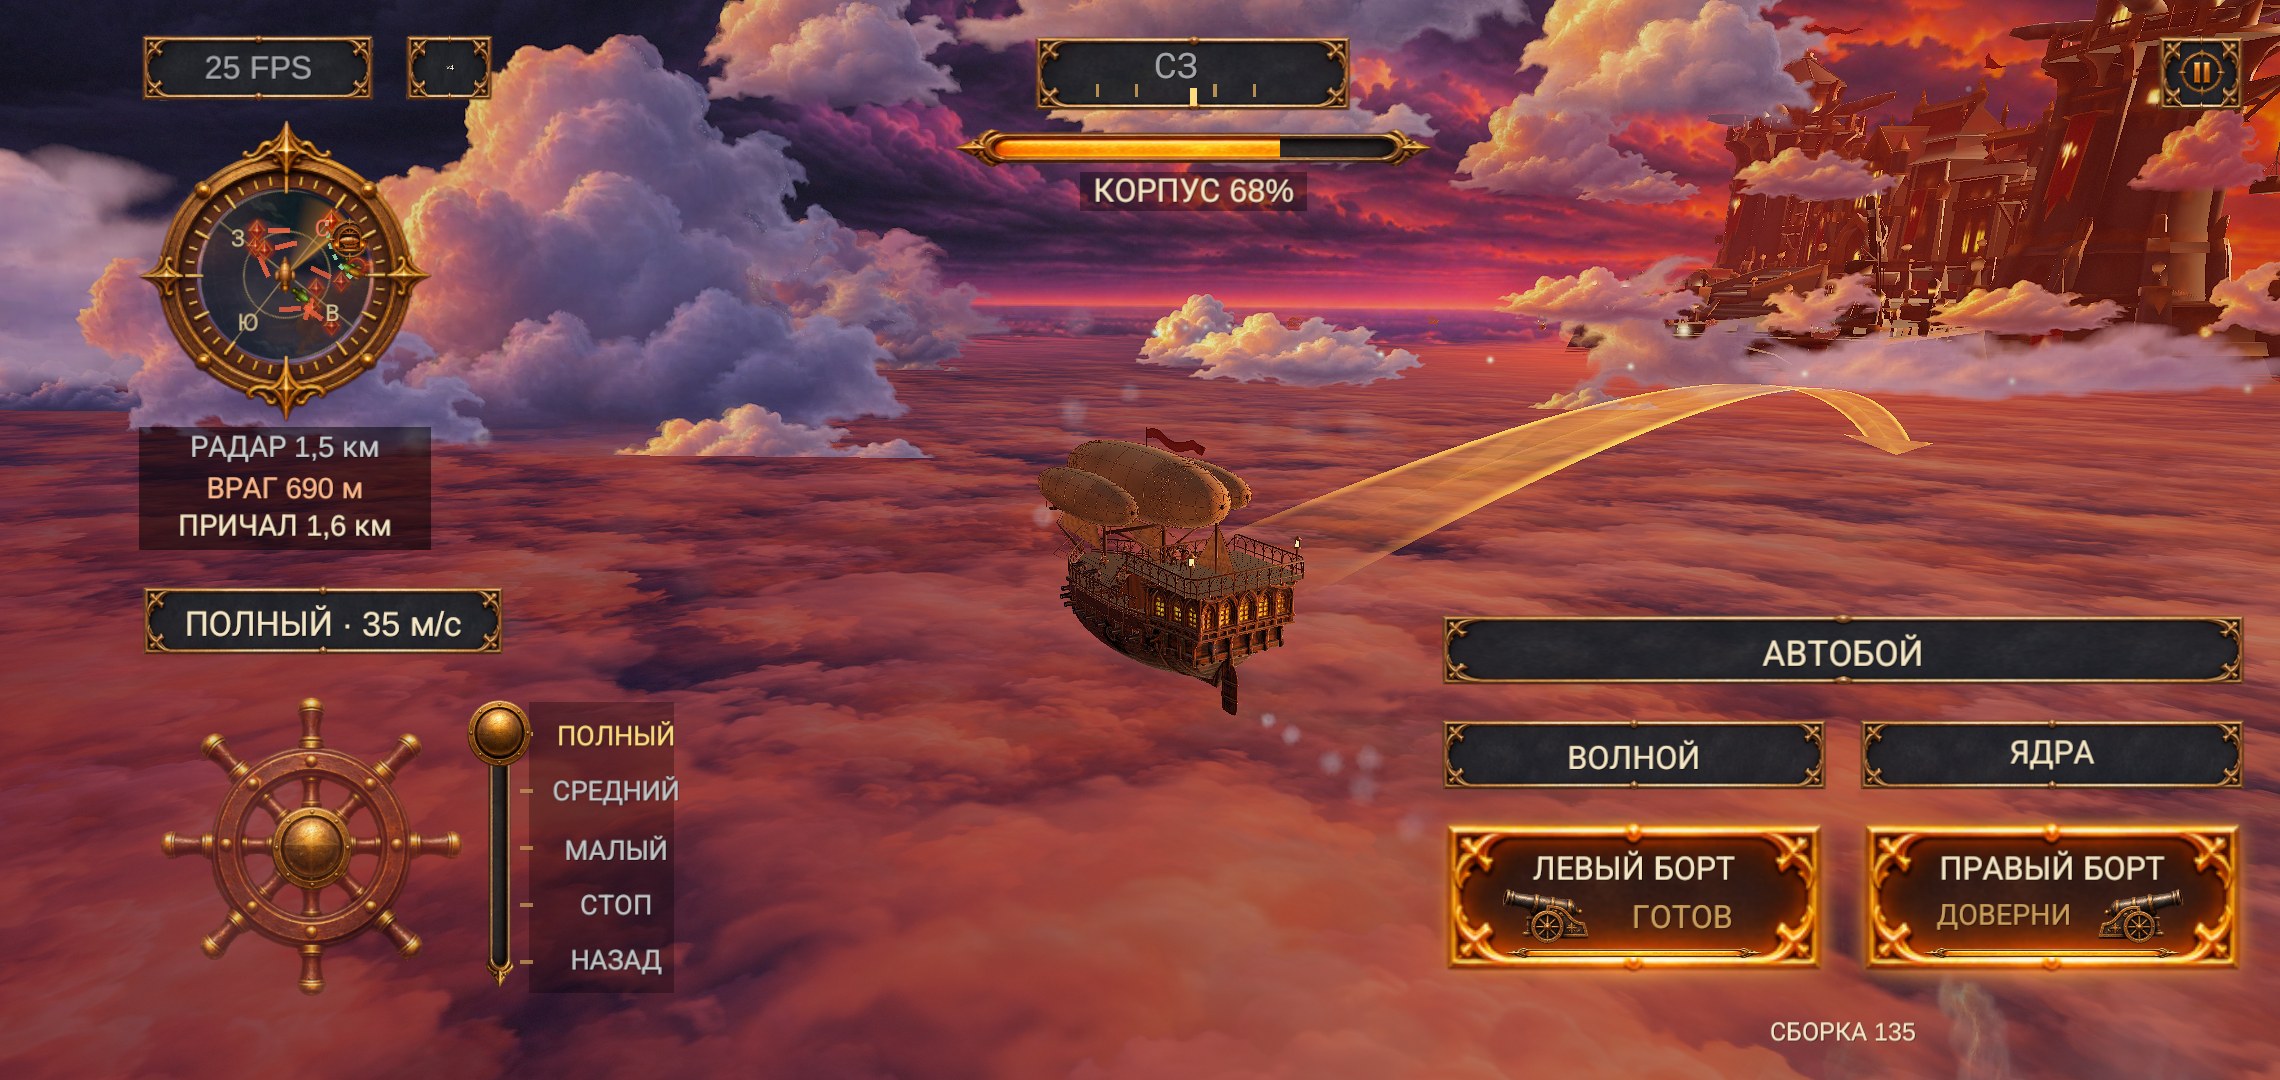 25 FPS
×4
СЗ
КОРПУС 68%
З
С
Ю
В
РАДАР 1,5 км
ВРАГ 690 м
ПРИЧАЛ 1,6 км
ПОЛНЫЙ · 35 м/с
ПОЛНЫЙ
СРЕДНИЙ
МАЛЫЙ
СТОП
НАЗАД
АВТОБОЙ
ВОЛНОЙ
ЯДРА
ЛЕВЫЙ БОРТ
ГОТОВ
ПРАВЫЙ БОРТ
ДОВЕРНИ
СБОРКА 135